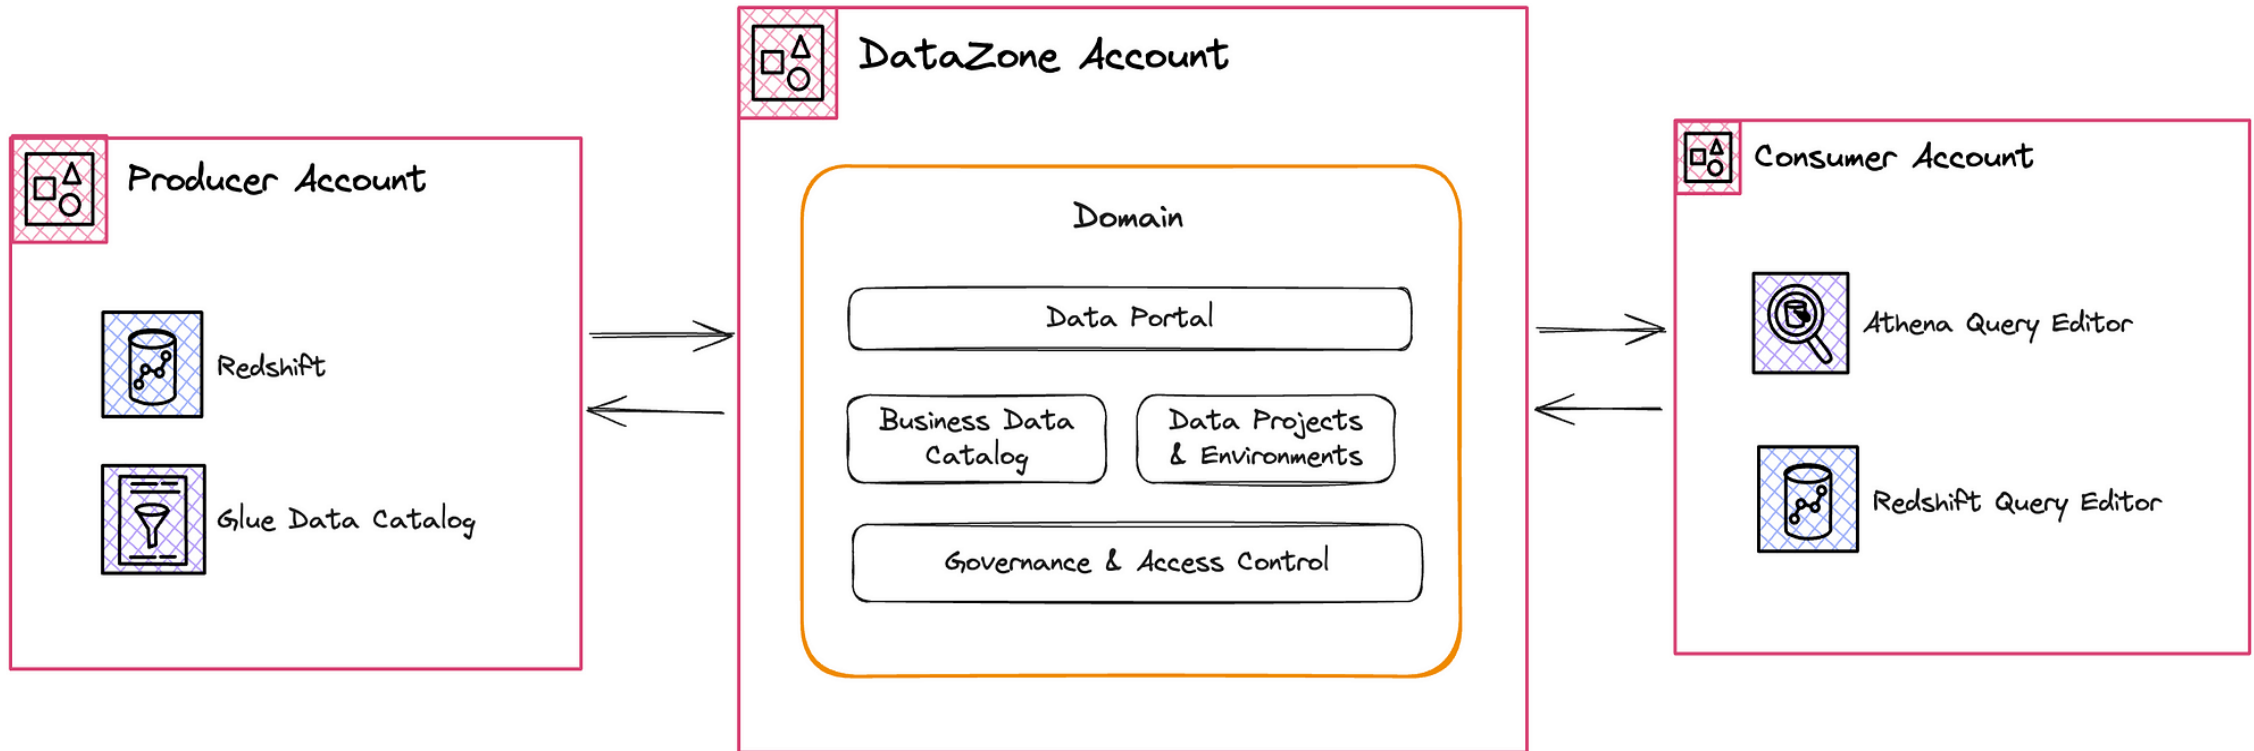 DataZone Account
Producer Account
Consumer Account
Domain
Data Portal
Athena Query Editor
Redshift
Business Data
Catalog
Data Projects
& Environments
Redshift Query Editor
Glue Data Catalog
Governance & Access Control